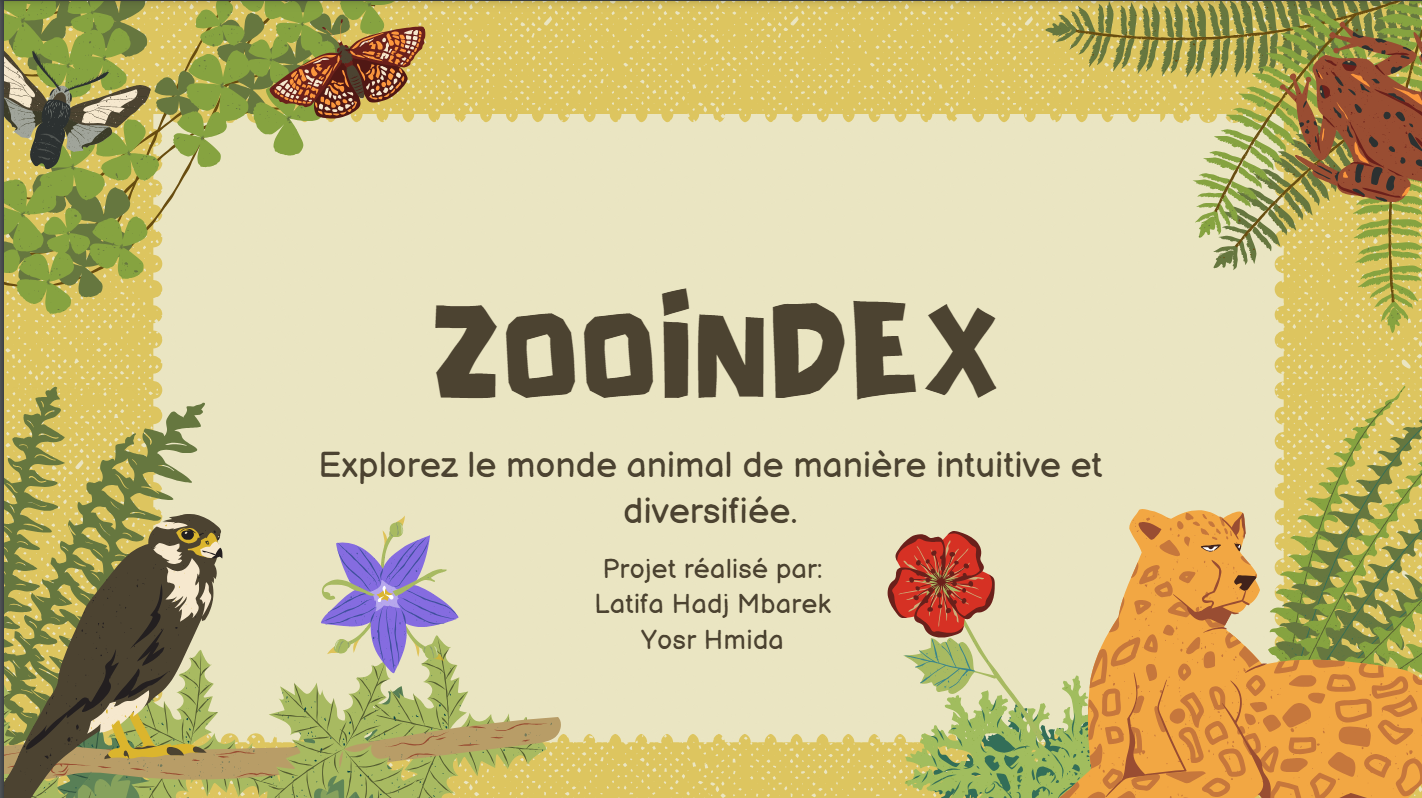 ZOOINDEX
Explorez le monde animal de manière intuitive et
diversifiée.
Projet réalisé par:
Latifa Hadj Mbarek
Yosr Hmida